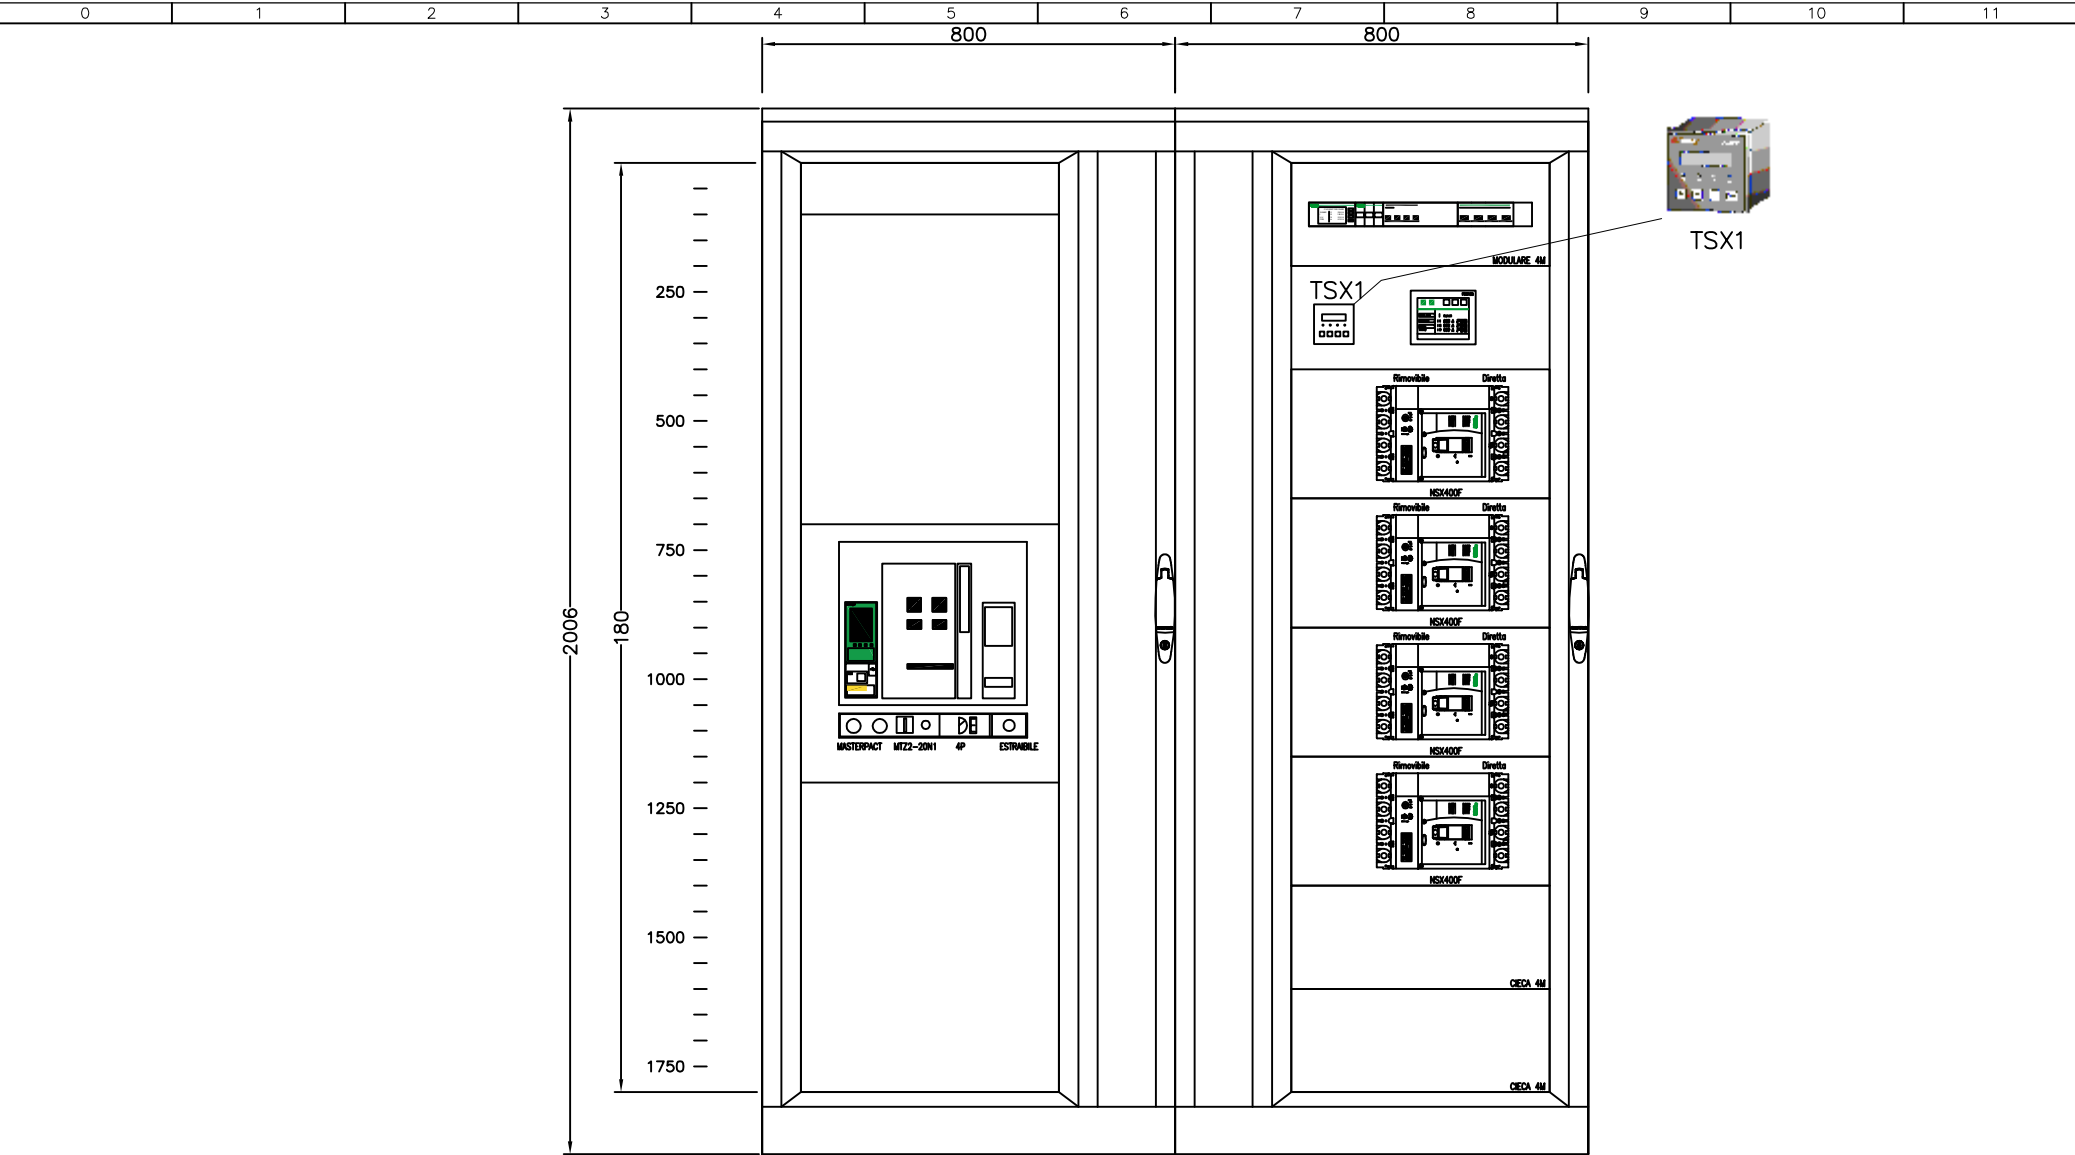 0 1 2 3 4 5 6 7 8 9 10 11
800 800
TSX1
MODULARE 4M
TSX1
250
Rimovibile Diretta
500
NSX400F
Rimovibile Diretta
750
2006
180
NSX400F
Rimovibile Diretta
1000
MASTERPACT MTZ2-20N1 4P ESTRAIBILE
NSX400F
Rimovibile Diretta
1250
NSX400F
1500
CIECA 4M
1750
CIECA 4M